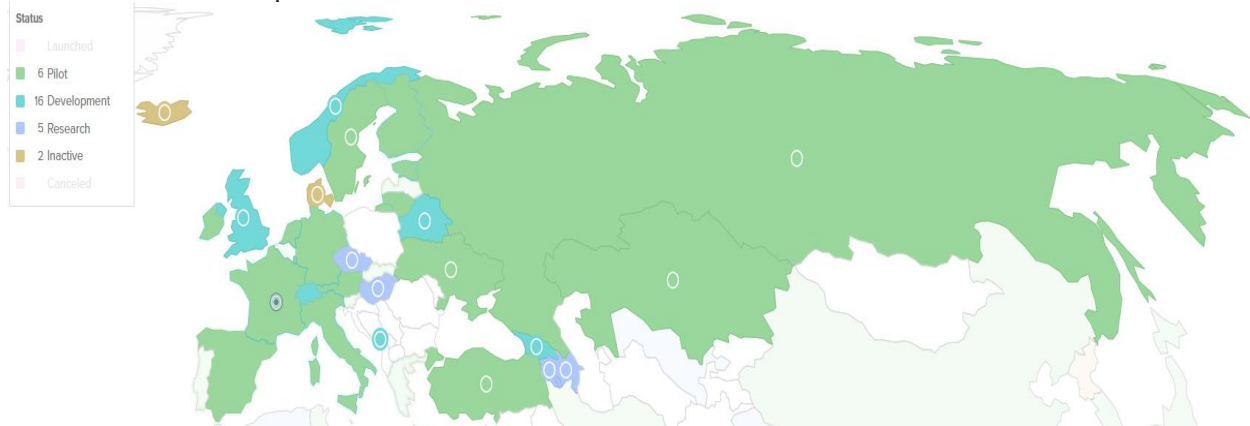 Status
Launched
6 Pilot
16 Development
5 Research
2 Inactive
Canceled